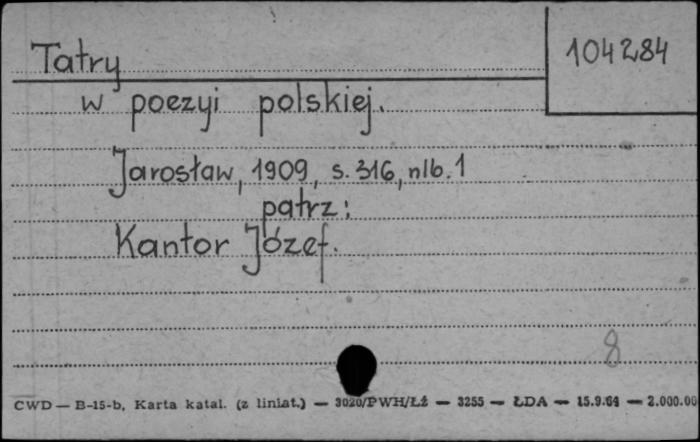 104284
Tatry
w poezyi polskiej.
Jarosław, 1909, s. 316, nlb. 1
patrz:
Kantor Józef.
8
CWD — B-15-b, Karta katal. (z liniat.) — 3020/PWH/Łż — 3255 — ŁDA — 15.9.64 — 2.000.00